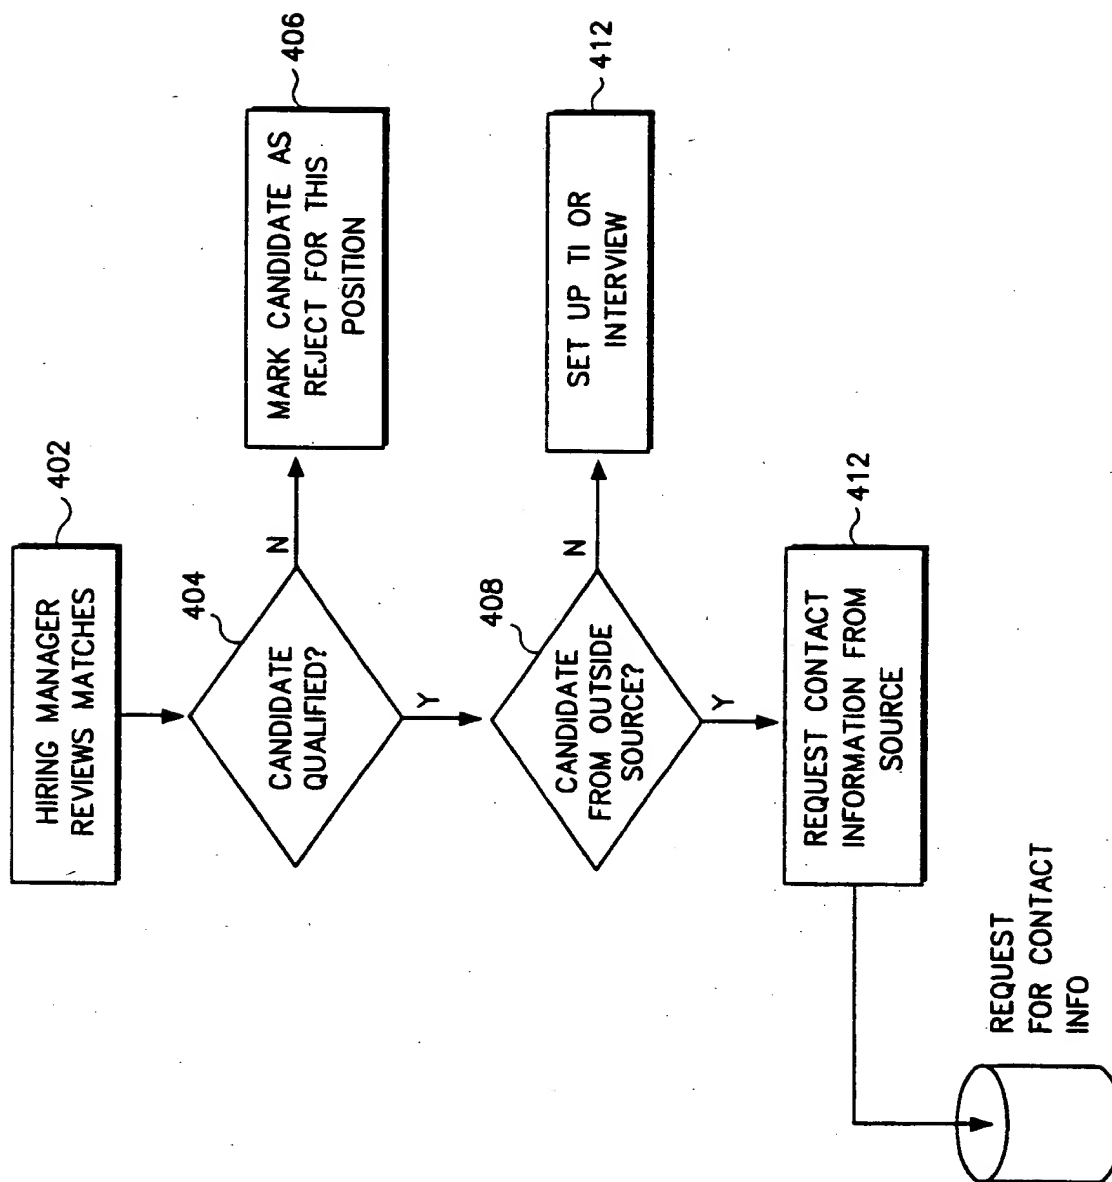 HIRING MANAGER
REVIEWS MATCHES
402
CANDIDATE
QUALIFIED?
404
N
MARK CANDIDATE AS
REJECT FOR THIS
POSITION
406
Y
CANDIDATE
FROM OUTSIDE
SOURCE?
408
N
SET UP TI OR
INTERVIEW
412
Y
REQUEST CONTACT
INFORMATION FROM
SOURCE
412
REQUEST
FOR CONTACT
INFO